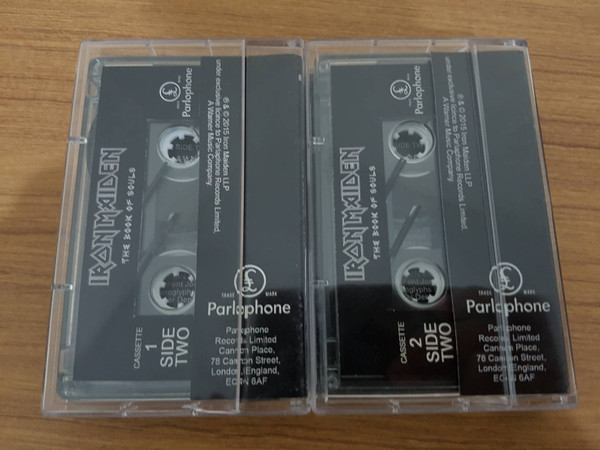 IRON MAIDEN
THE BOOK OF SOULS
CASSETTE
1
SIDE
TWO
Parlophone
℗ & © 2015 Iron Maiden LLP
under exclusive licence to Parlophone Records Limited,
A Warner Music Company
TRADE MARK
Parlophone
Parlophone
Records Limited
Cannon Place,
78 Cannon Street,
London, England,
EC4N 6AF
IRON MAIDEN
THE BOOK OF SOULS
CASSETTE
2
SIDE
TWO
Parlophone
℗ & © 2015 Iron Maiden LLP
under exclusive licence to Parlophone Records Limited,
A Warner Music Company
TRADE MARK
Parlophone
Parlophone
Records Limited
Cannon Place,
78 Cannon Street,
London, England,
EC4N 6AF